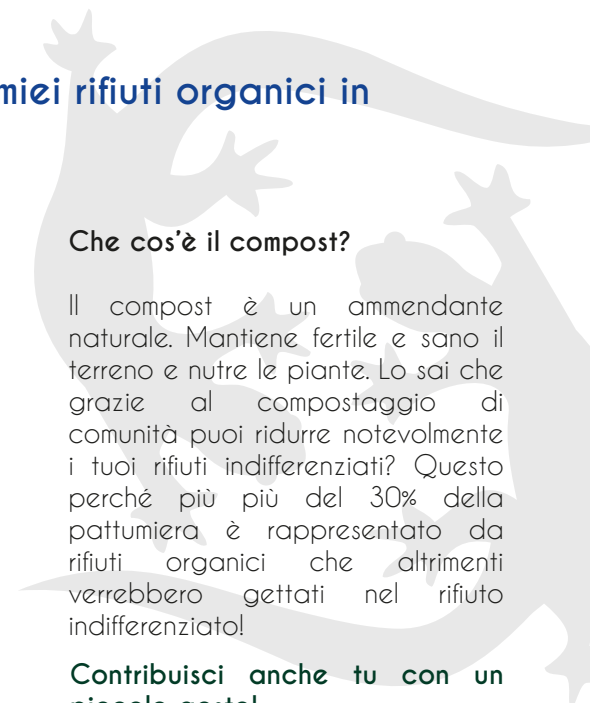 miei rifiuti organici in
Che cos'è il compost?
Il compost è un ammendante
naturale. Mantiene fertile e sano il
terreno e nutre le piante. Lo sai che
grazie al compostaggio di
comunità puoi ridurre notevolmente
i tuoi rifiuti indifferenziati? Questo
perché più più del 30% della
pattumiera è rappresentato da
rifiuti organici che altrimenti
verrebbero gettati nel rifiuto
indifferenziato!
Contribuisci anche tu con un
piccolo gesto!